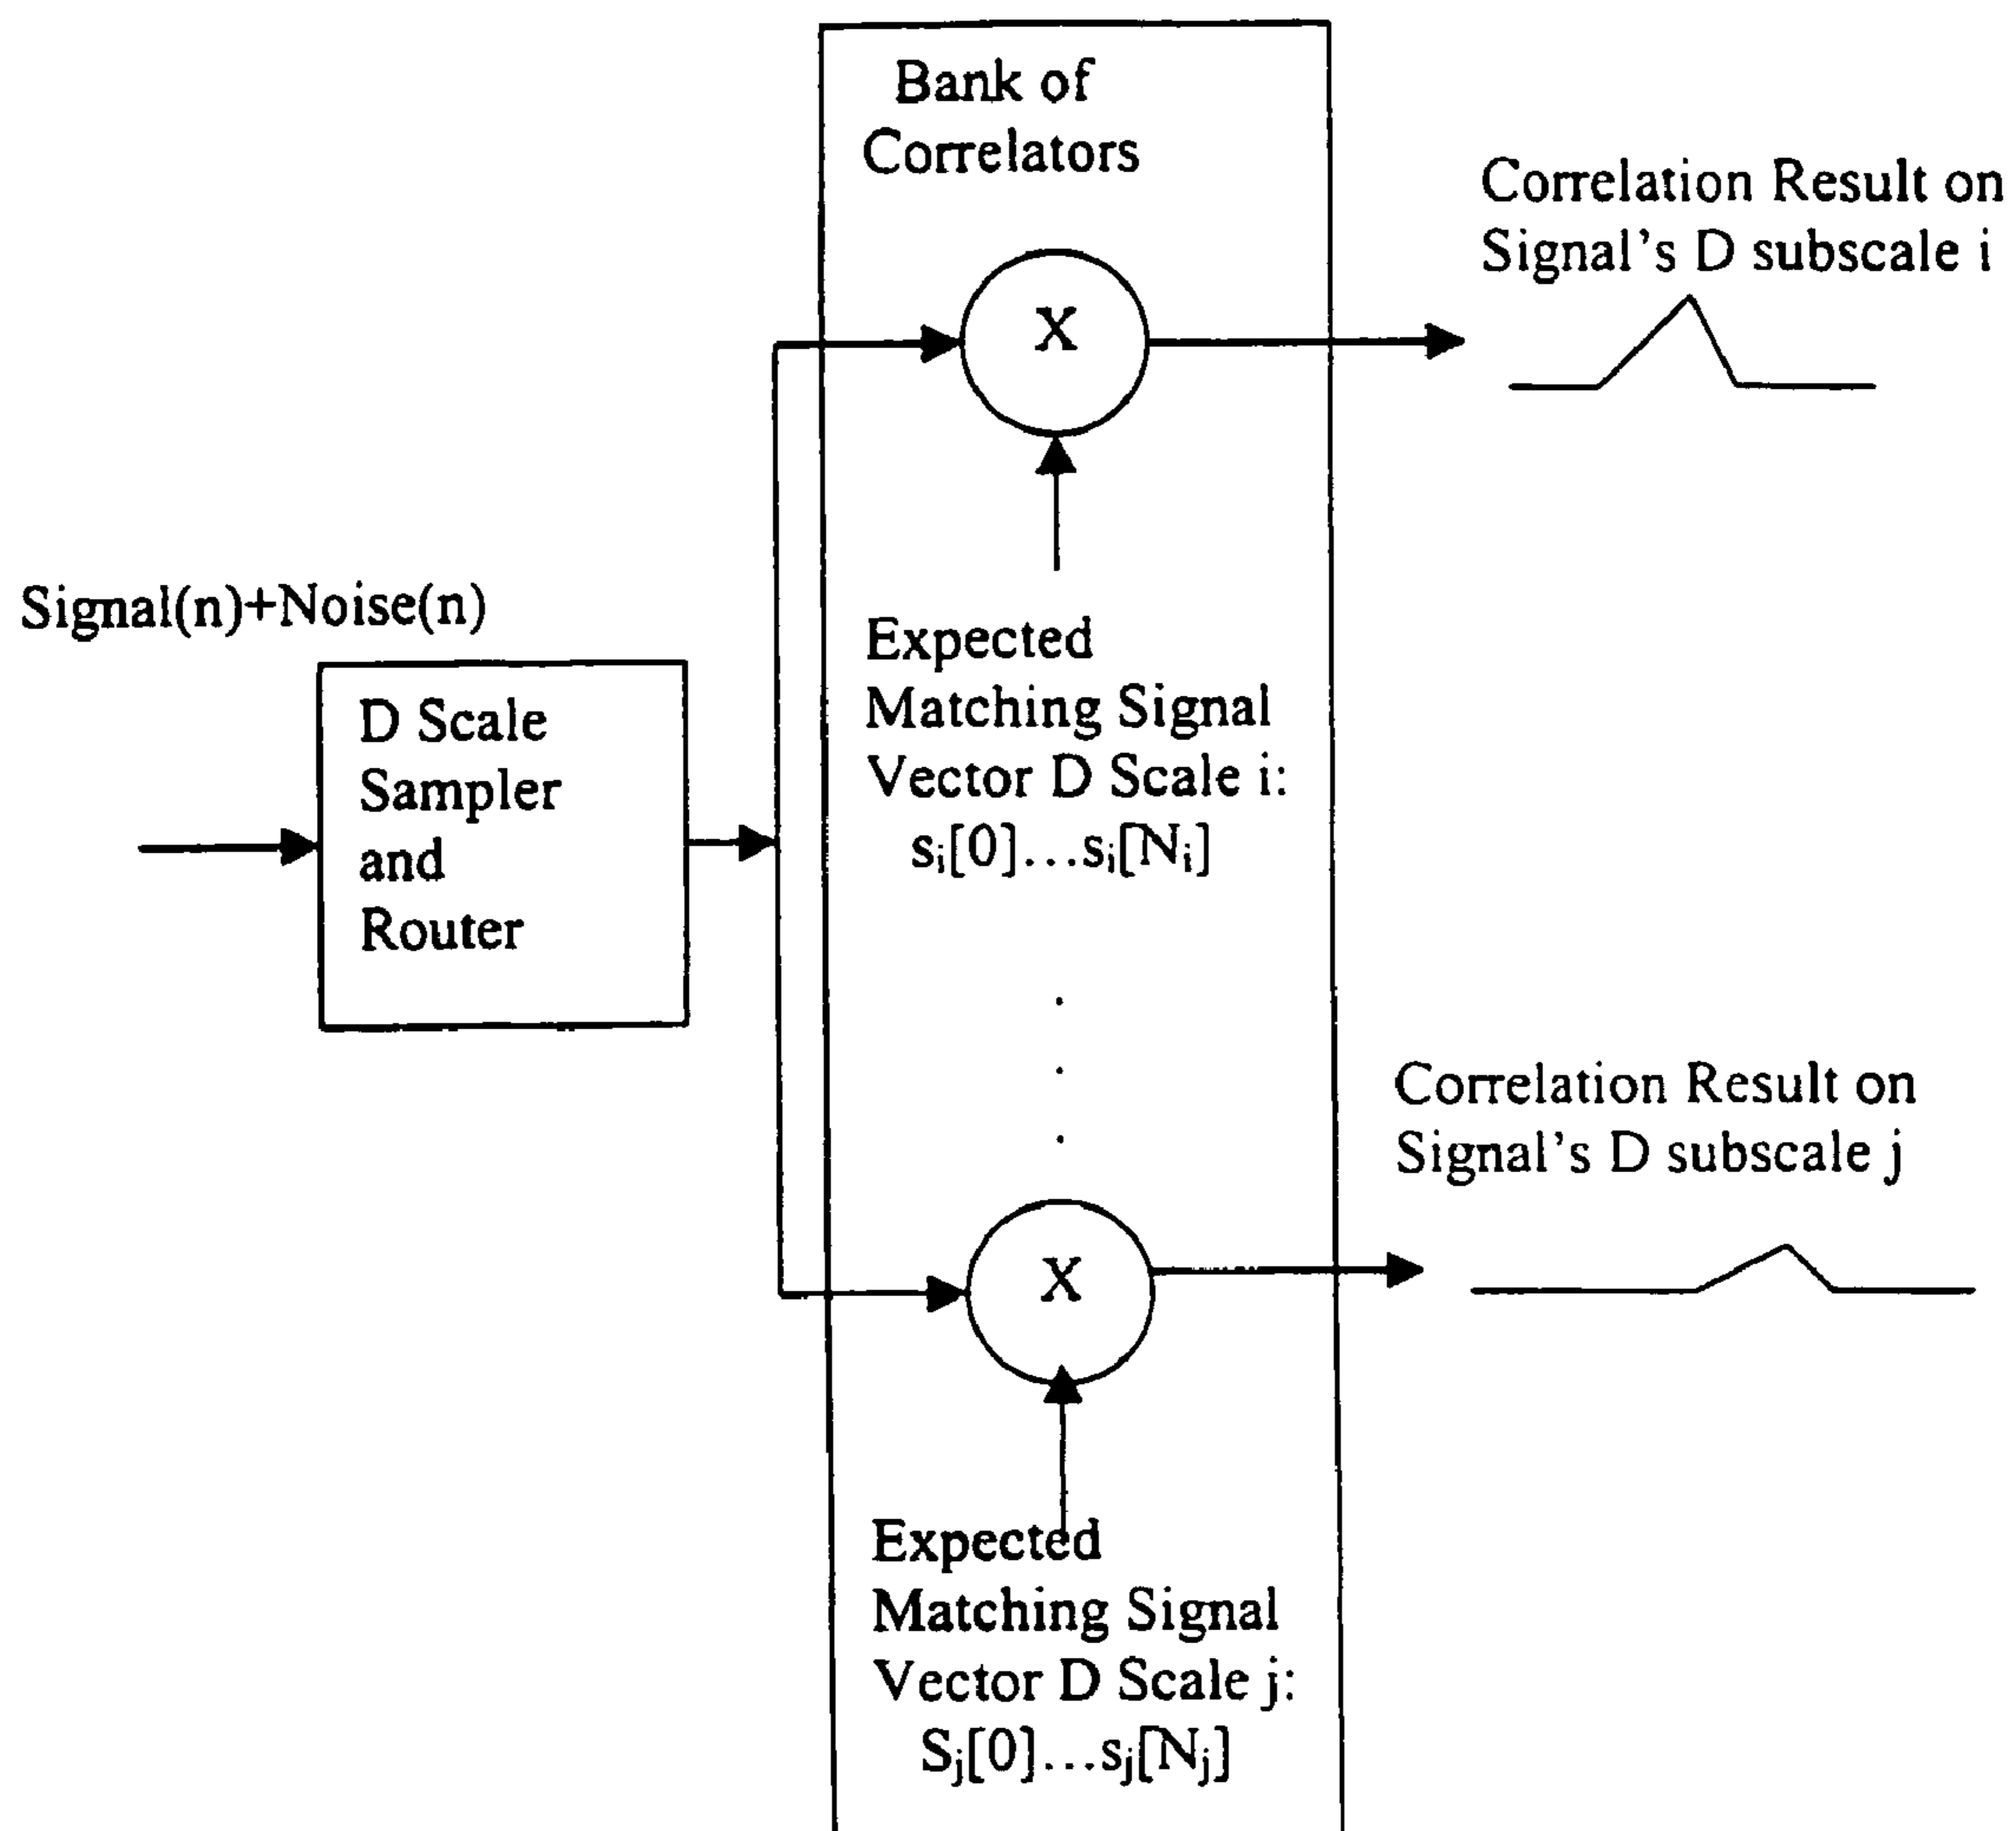 Bank of
Correlators
Correlation Result on
Signal's D subscale i
X
Signal(n)+Noise(n)
D Scale
Sampler
and
Router
Expected
Matching Signal
Vector D Scale i:
sᵢ[0]...sᵢ[Nᵢ]
Correlation Result on
Signal's D subscale j
X
Expected
Matching Signal
Vector D Scale j:
Sⱼ[0]...sⱼ[Nⱼ]